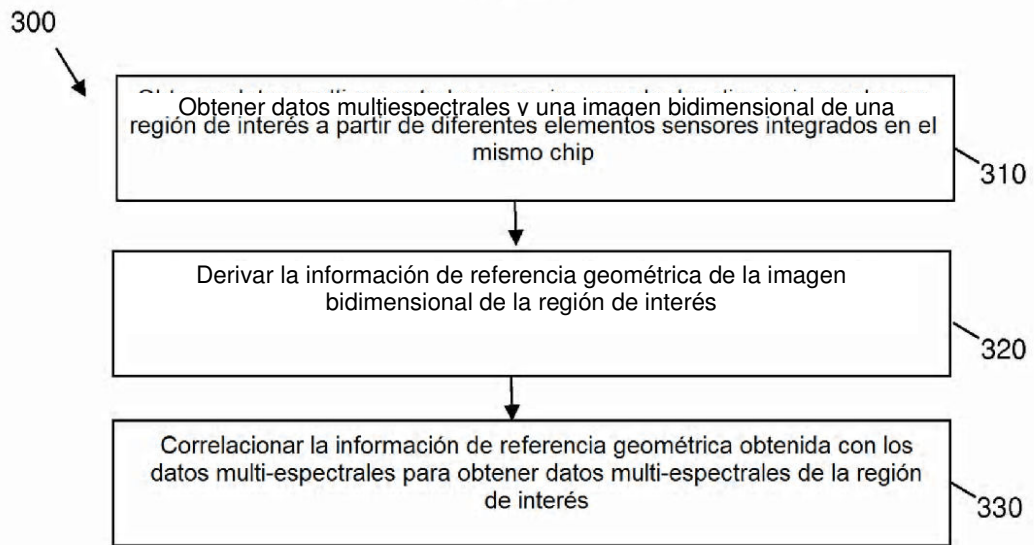 300
Obtener datos multiespectrales y una imagen bidimensional de una
región de interés a partir de diferentes elementos sensores integrados en el
mismo chip
310
Derivar la información de referencia geométrica de la imagen
bidimensional de la región de interés
320
Correlacionar la información de referencia geométrica obtenida con los
datos multi-espectrales para obtener datos multi-espectrales de la región
de interés
330